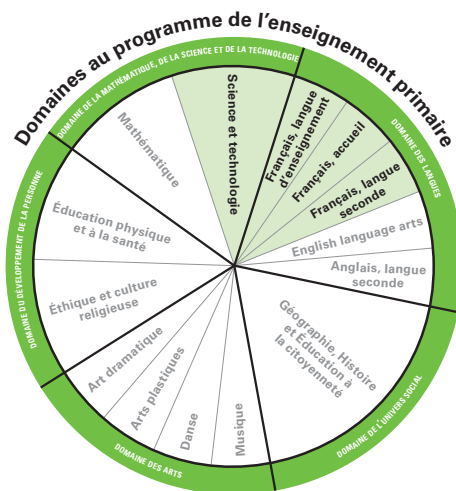 Domaines au programme de l'enseignement primaire
DOMAINE DE LA MATHÉMATIQUE, DE LA SCIENCE ET DE LA TECHNOLOGIE
Mathématique
Science et technologie
DOMAINE DES LANGUES
Français, langue
d'enseignement
Français, accueil
Français, langue
seconde
English language arts
Anglais, langue
seconde
DOMAINE DE L'UNIVERS SOCIAL
Géographie, Histoire
et Éducation à
la citoyenneté
DOMAINE DES ARTS
Musique
Danse
Arts plastiques
Art dramatique
DOMAINE DU DÉVELOPPEMENT DE LA PERSONNE
Éthique et culture
religieuse
Éducation physique
et à la santé